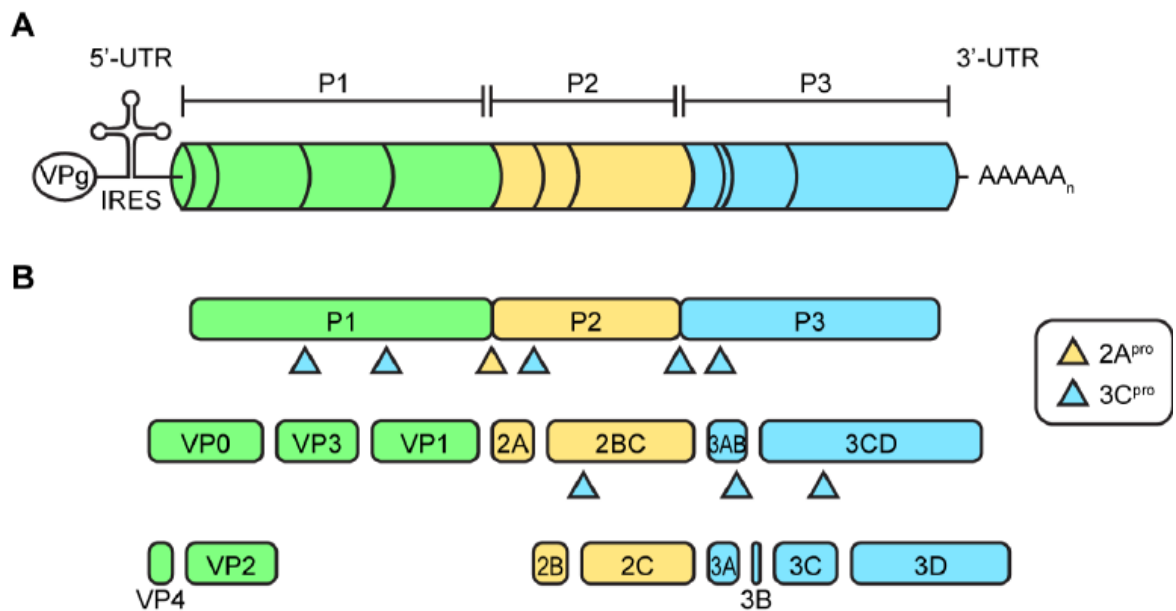 A
5’-UTR
P1
P2
P3
3’-UTR
VPg
IRES
AAAAAn
B
P1
P2
P3
2Apro
3Cpro
VP0
VP3
VP1
2A
2BC
3AB
3CD
VP4
VP2
2B
2C
3A
3B
3C
3D